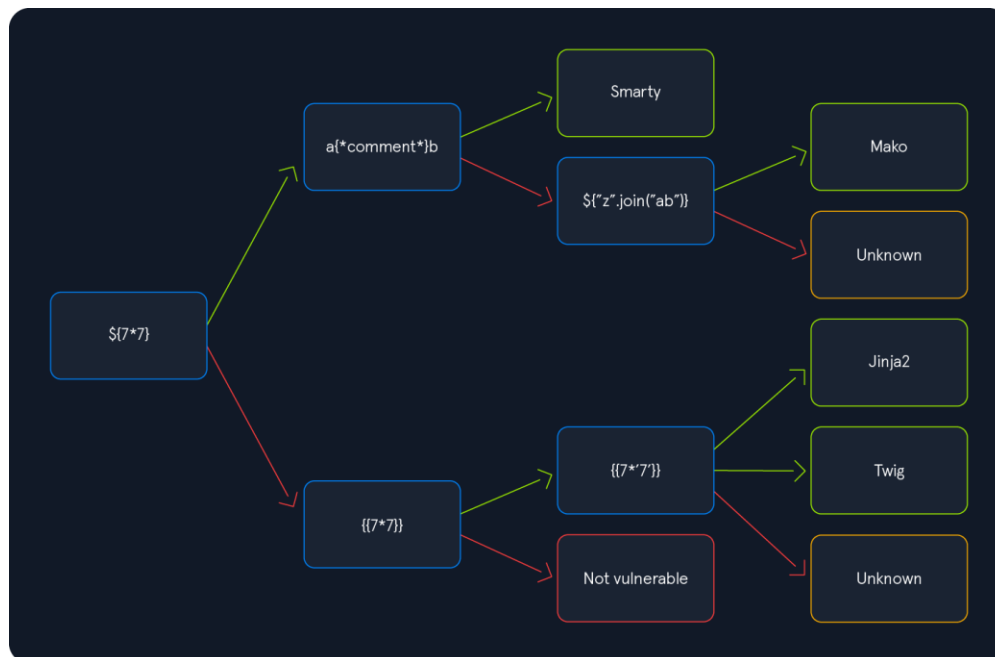 Smarty
a{*comment*}b
Mako
${"z".join("ab")}
Unknown
${7*7}
Jinja2
{{7*'7'}}
Twig
{{7*7}}
Not vulnerable
Unknown